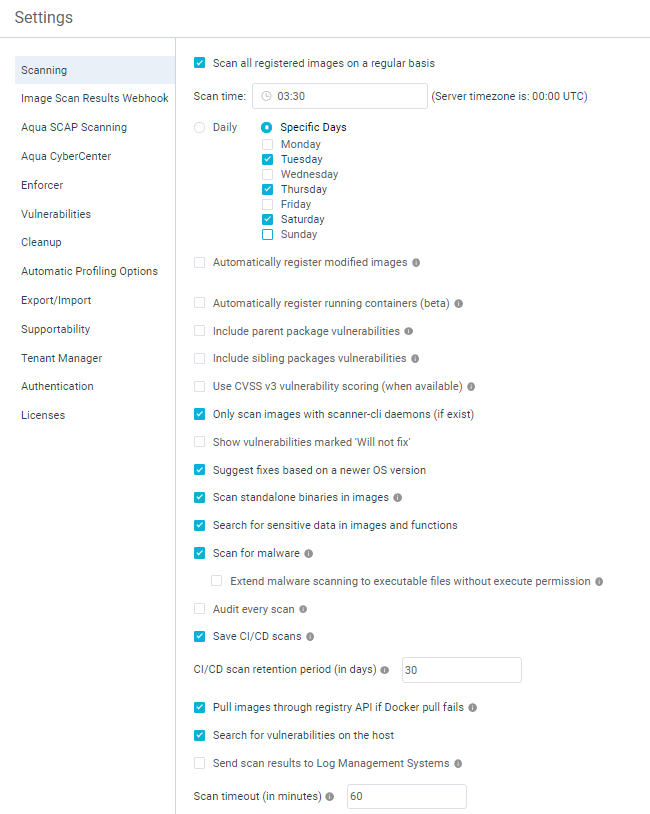 Settings
Scanning
Image Scan Results Webhook
Aqua SCAP Scanning
Aqua CyberCenter
Enforcer
Vulnerabilities
Cleanup
Automatic Profiling Options
Export/Import
Supportability
Tenant Manager
Authentication
Licenses
Scan all registered images on a regular basis
Scan time: 03:30 (Server timezone is: 00:00 UTC)
Daily Specific Days
Monday
Tuesday
Wednesday
Thursday
Friday
Saturday
Sunday
Automatically register modified images
Automatically register running containers (beta)
Include parent package vulnerabilities
Include sibling packages vulnerabilities
Use CVSS v3 vulnerability scoring (when available)
Only scan images with scanner-cli daemons (if exist)
Show vulnerabilities marked 'Will not fix'
Suggest fixes based on a newer OS version
Scan standalone binaries in images
Search for sensitive data in images and functions
Scan for malware
Extend malware scanning to executable files without execute permission
Audit every scan
Save CI/CD scans
CI/CD scan retention period (in days) 30
Pull images through registry API if Docker pull fails
Search for vulnerabilities on the host
Send scan results to Log Management Systems
Scan timeout (in minutes) 60